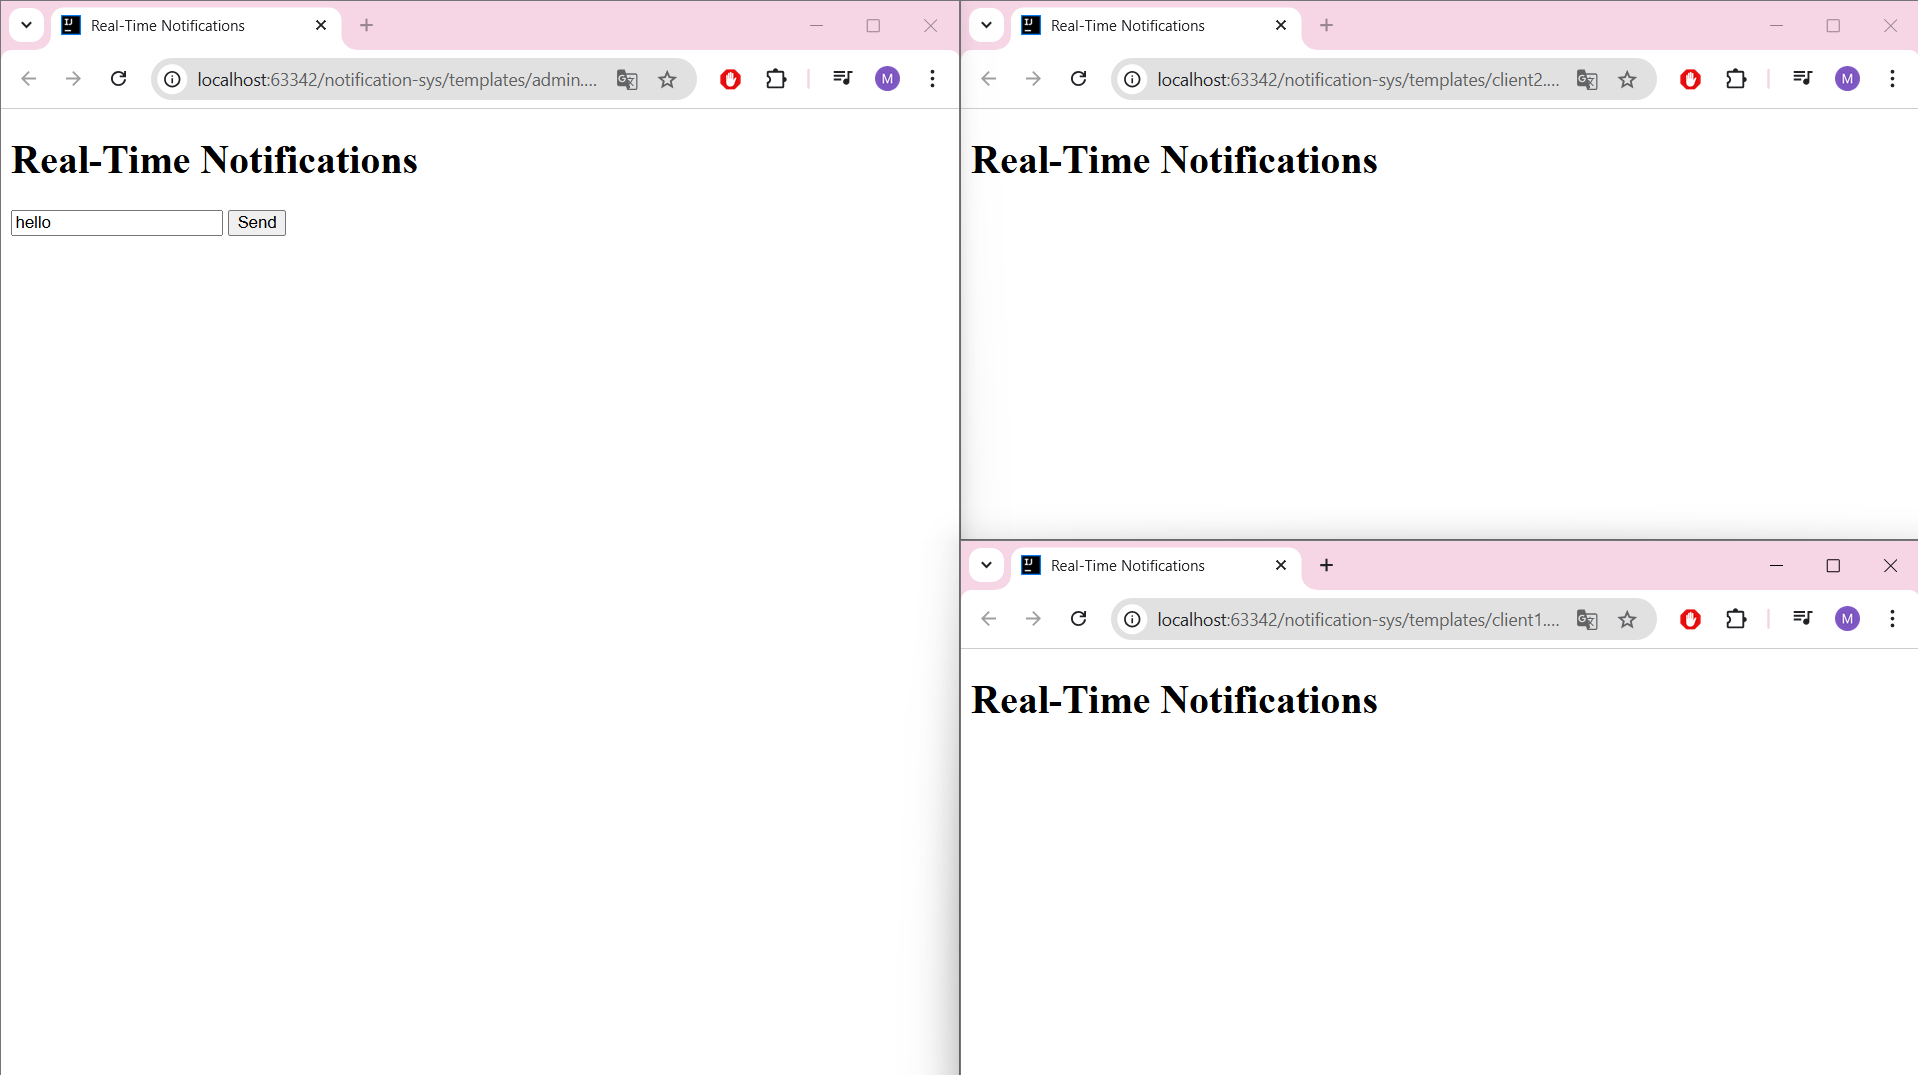 Real-Time Notifications
localhost:63342/notification-sys/templates/admin....
M
Real-Time Notifications
hello
Send
Real-Time Notifications
localhost:63342/notification-sys/templates/client2....
M
Real-Time Notifications
Real-Time Notifications
localhost:63342/notification-sys/templates/client1....
M
Real-Time Notifications